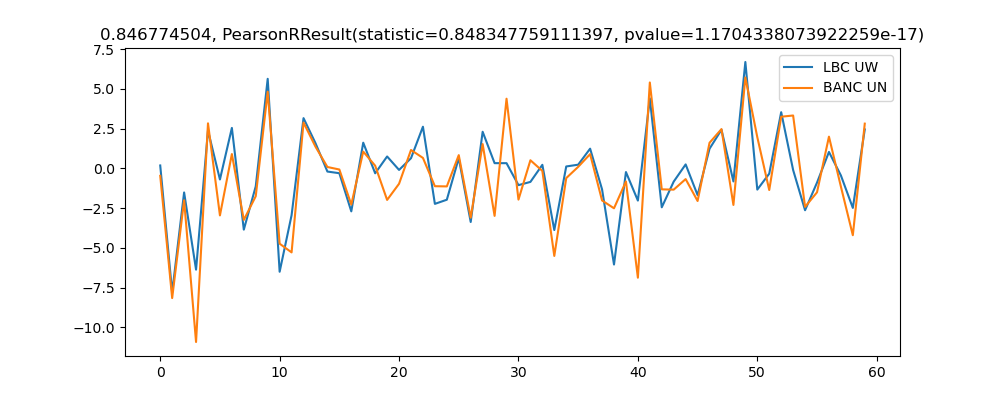 0.846774504, PearsonRResult(statistic=0.848347759111397, pvalue=1.1704338073922259e-17)
7.5
5.0
2.5
0.0
−2.5
−5.0
−7.5
−10.0
LBC UW
BANC UN
0 10 20 30 40 50 60